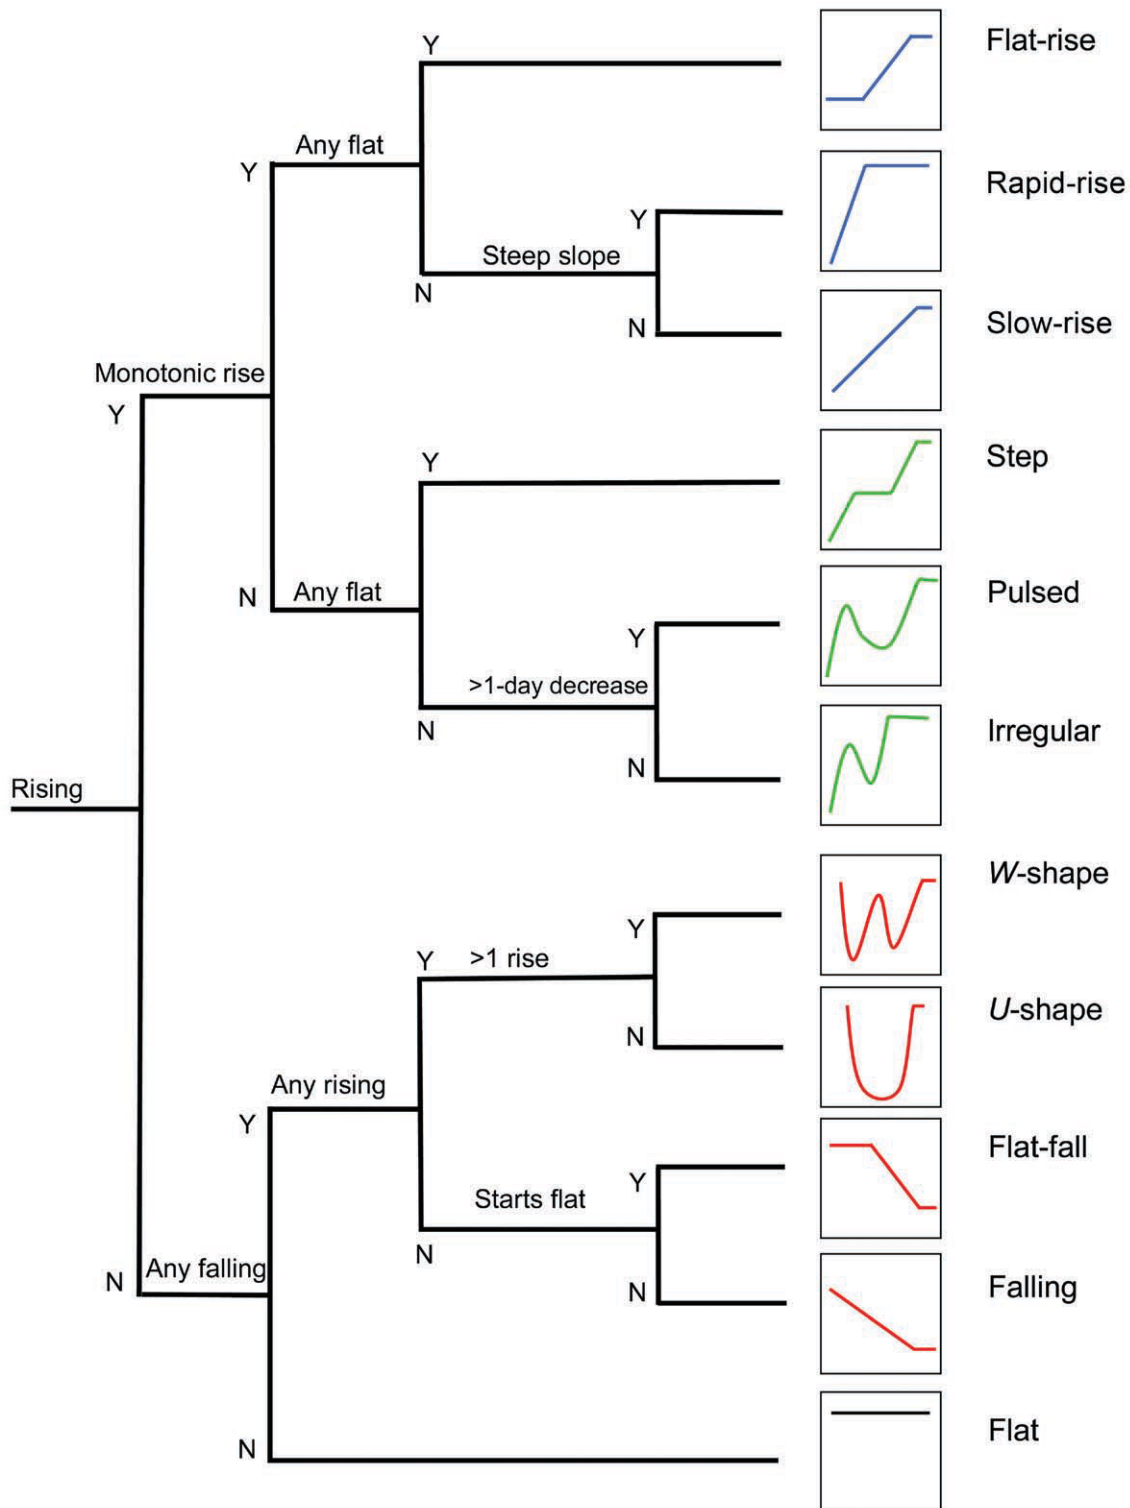 Flat-rise
Y
Any flat
Y
Rapid-rise
Y
Steep slope
N
Slow-rise
N
Monotonic rise
Y
Step
Y
Pulsed
Any flat
N
Y
>1-day decrease
N
Irregular
N
Rising
W-shape
Y
Y >1 rise
U-shape
N
Any rising
Y
Flat-fall
Y
Starts flat
N
Any falling
N
Falling
N
Flat
N